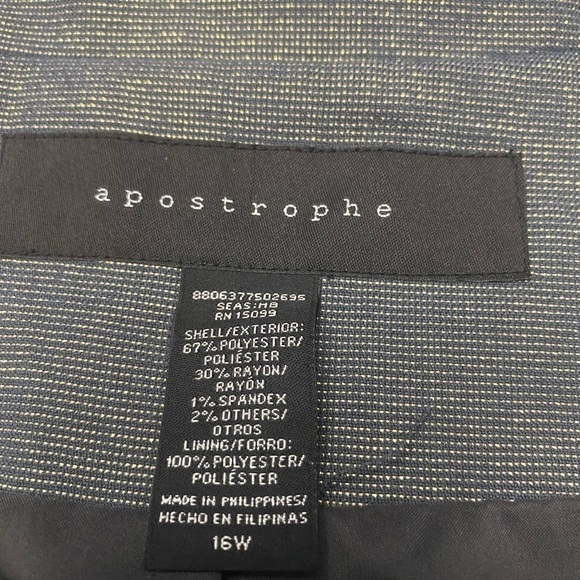 apostrophe
8806377502695
SEAS:H8
RN 15099
SHELL/EXTERIOR:
67% POLYESTER/
POLIÉSTER
30% RAYON/
RAYÓN
1% SPANDEX
2% OTHERS/
OTROS
LINING/FORRO:
100% POLYESTER/
POLIÉSTER
MADE IN PHILIPPINES/
HECHO EN FILIPINAS
16W